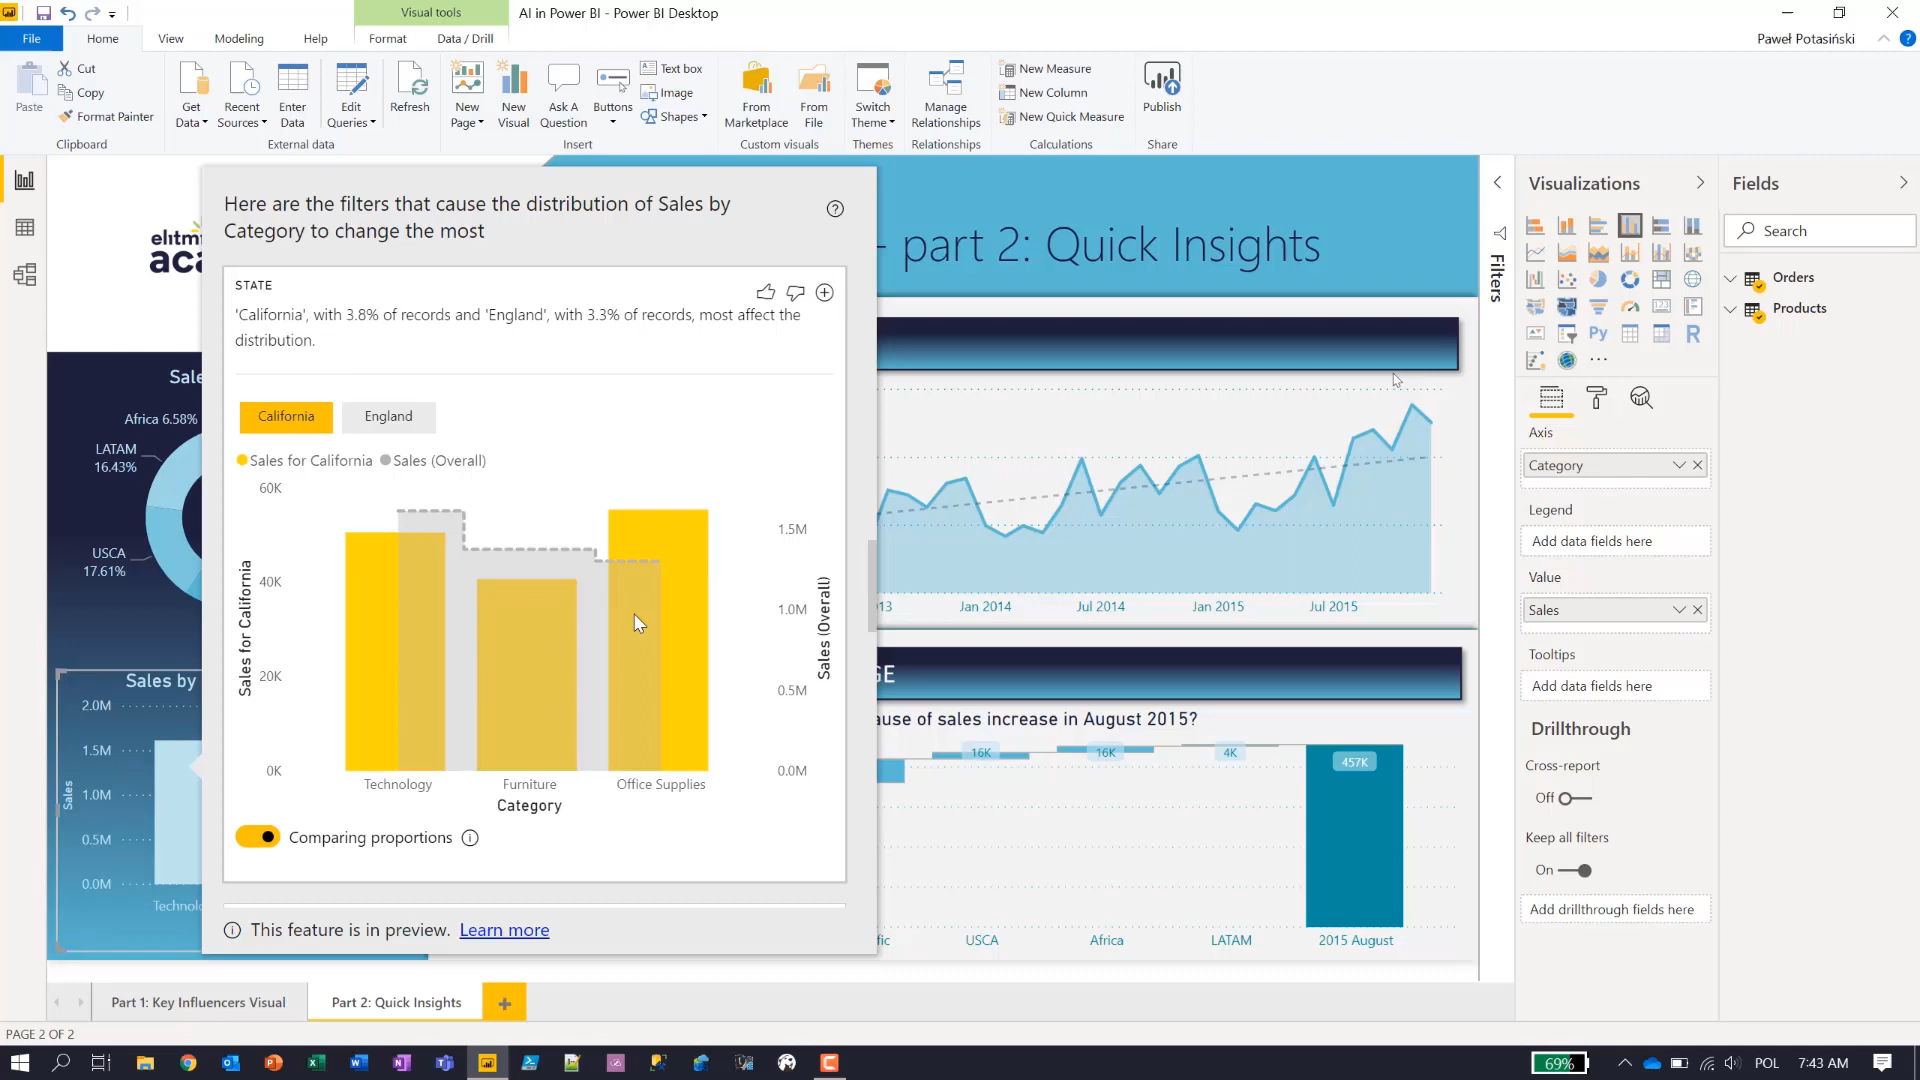 Visual tools
AI in Power BI - Power BI Desktop
File
Home
View
Modeling
Help
Format
Data / Drill
Paweł Potasiński
Paste
Cut
Copy
Format Painter
Clipboard
Get
Data
Recent
Sources
Enter
Data
Edit
Queries
Refresh
External data
New
Page
New
Visual
Ask A
Question
Buttons
Text box
Image
Shapes
Insert
From
Marketplace
From
File
Custom visuals
Switch
Theme
Themes
Manage
Relationships
Relationships
New Measure
New Column
New Quick Measure
Calculations
Publish
Share
- part 2: Quick Insights
Sale
Africa 6.58%
LATAM
16.43%
USCA
17.61%
Sales by
2.0M
1.5M
1.0M
0.5M
0.0M
Sales
Technol
Here are the filters that cause the distribution of Sales by
Category to change the most
STATE
'California', with 3.8% of records and 'England', with 3.3% of records, most affect the
distribution.
California
England
Sales for California
Sales (Overall)
60K
40K
20K
0K
Sales for California
1.5M
1.0M
0.5M
0.0M
Sales (Overall)
Technology
Furniture
Office Supplies
Category
Comparing proportions
This feature is in preview. Learn more
13
Jan 2014
Jul 2014
Jan 2015
Jul 2015
GE
ause of sales increase in August 2015?
16K
16K
4K
457K
fic
USCA
Africa
LATAM
2015 August
Filters
Visualizations
Py
R
Axis
Category
Legend
Add data fields here
Value
Sales
Tooltips
Add data fields here
Drillthrough
Cross-report
Off
Keep all filters
On
Add drillthrough fields here
Fields
Search
Orders
Products
Part 1: Key Influencers Visual
Part 2: Quick Insights
PAGE 2 OF 2
69%
POL
7:43 AM